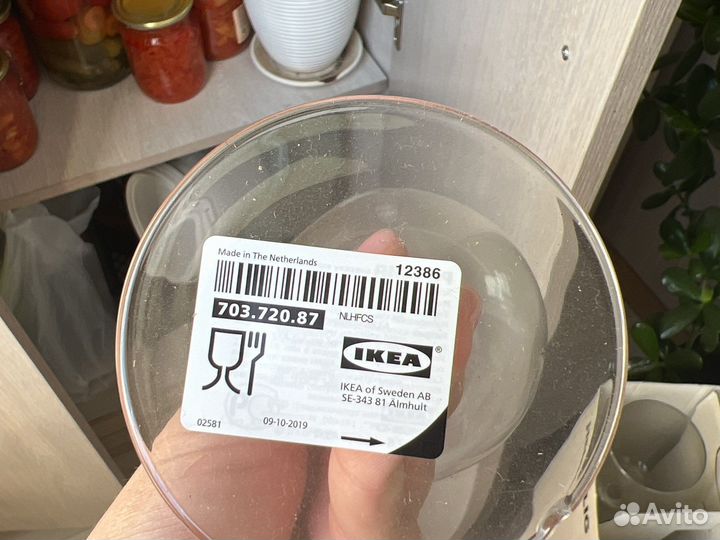 Made in The Netherlands
12386
703.720.87
NLHFCS
IKEA®
IKEA of Sweden AB
SE-343 81 Älmhult
02581
09-10-2019
Avito